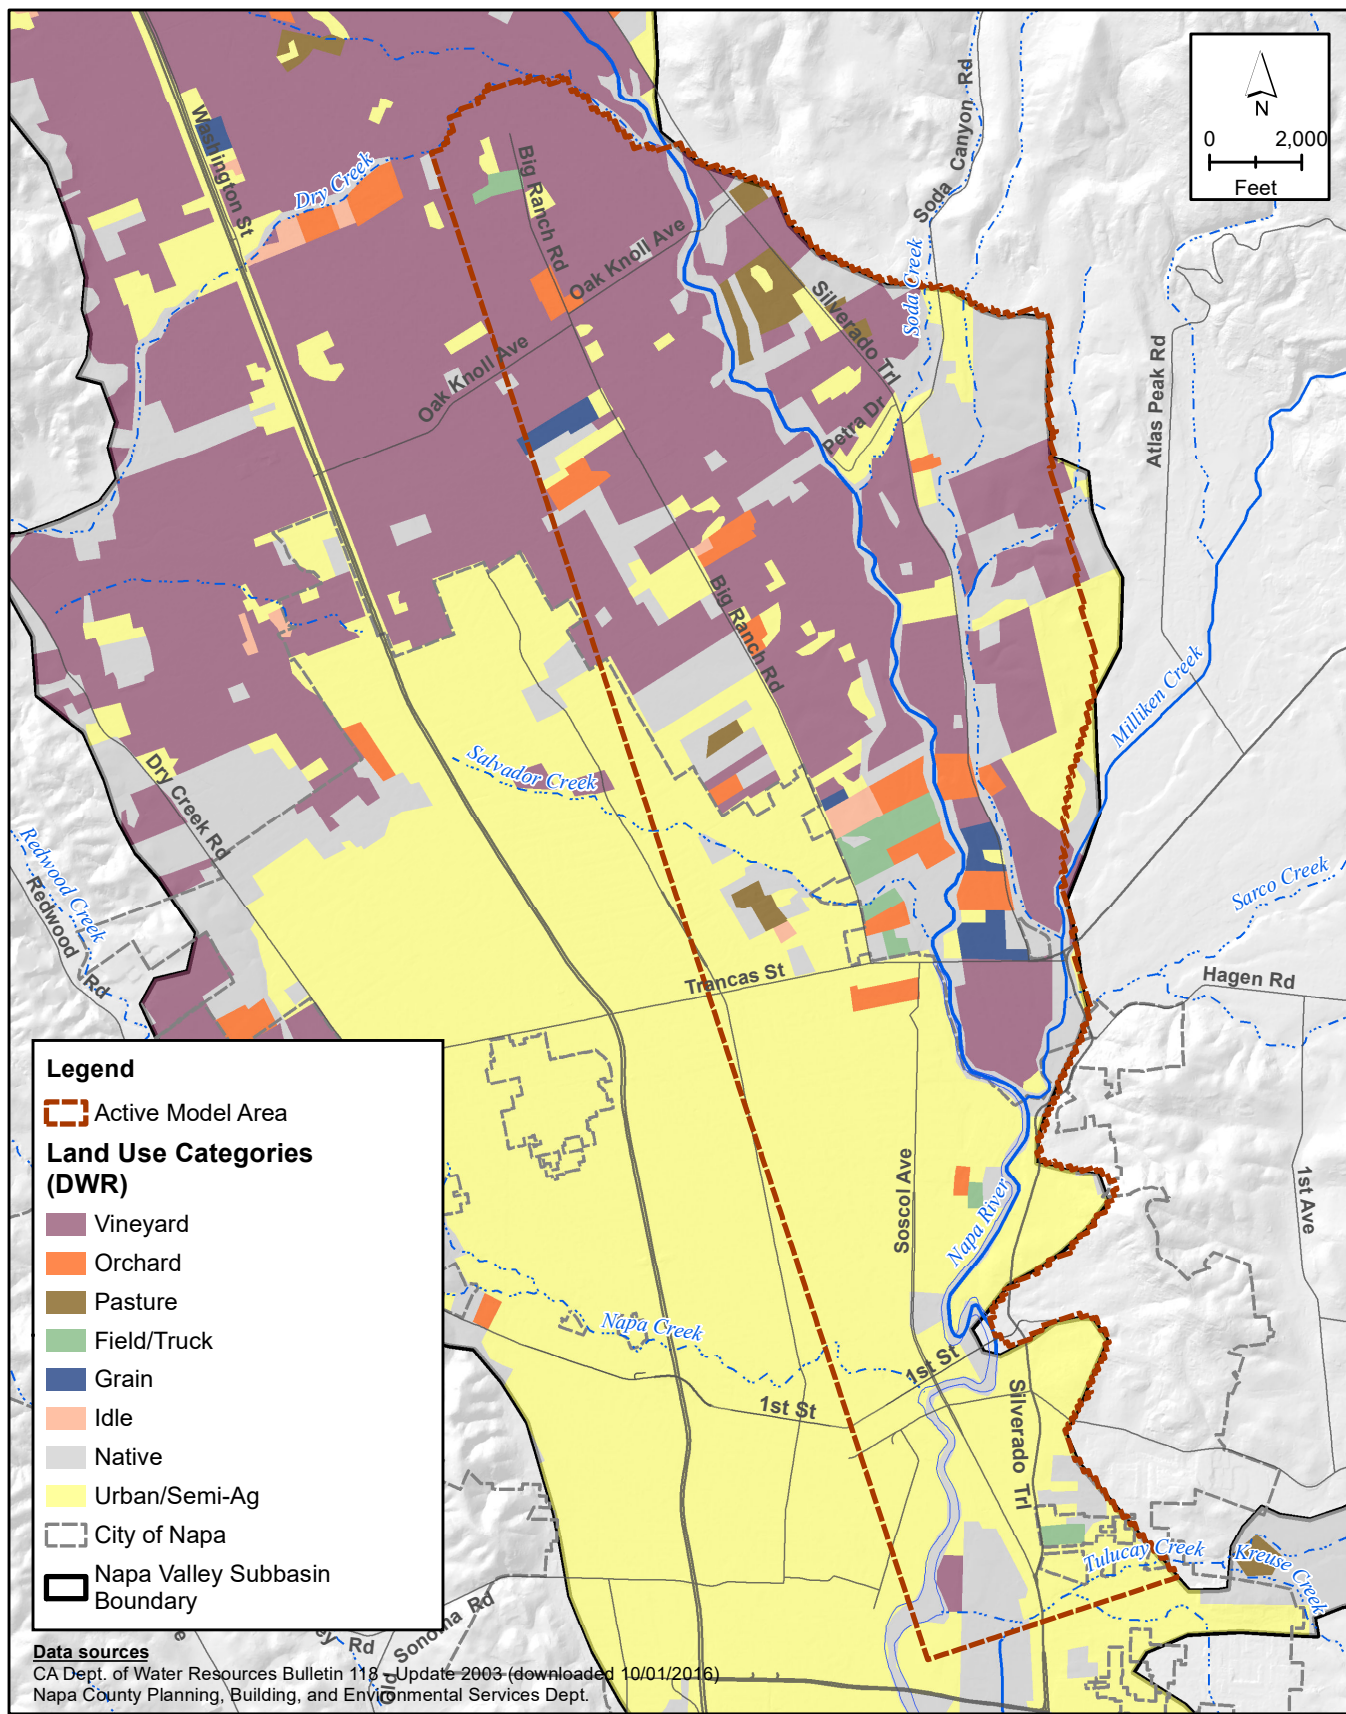 N
0 2,000
Feet
Washington St
Dry Creek
Big Ranch Rd
Oak Knoll Ave
Oak Knoll Ave
Soda Canyon Rd
Soda Creek
Silverado Trl
Petra Dr
Atlas Peak Rd
Milliken Creek
Big Ranch Rd
Salvador Creek
Dry Creek Rd
Redwood Creek
Redwood Rd
Sarco Creek
Hagen Rd
Trancas St
1st Ave
Soscol Ave
Napa River
Napa Creek
1st St
1st St
Silverado Trl
Tulucay Creek
Kreuse Creek
Legend
Active Model Area
Land Use Categories
(DWR)
Vineyard
Orchard
Pasture
Field/Truck
Grain
Idle
Native
Urban/Semi-Ag
City of Napa
Napa Valley Subbasin
Boundary
Rd
Old Sonoma Rd
Data sources
CA Dept. of Water Resources Bulletin 118 - Update 2003 (downloaded 10/01/2016)
Napa County Planning, Building, and Environmental Services Dept.